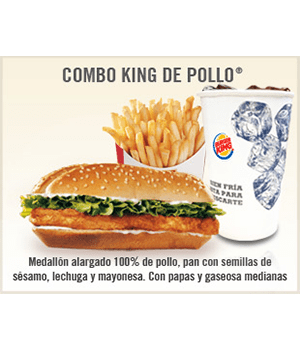 COMBO KING DE POLLO®
BURGER
KING
BIEN FRÍA
PARA
Medallón alargado 100% de pollo, pan con semillas de
sésamo, lechuga y mayonesa. Con papas y gaseosa medianas